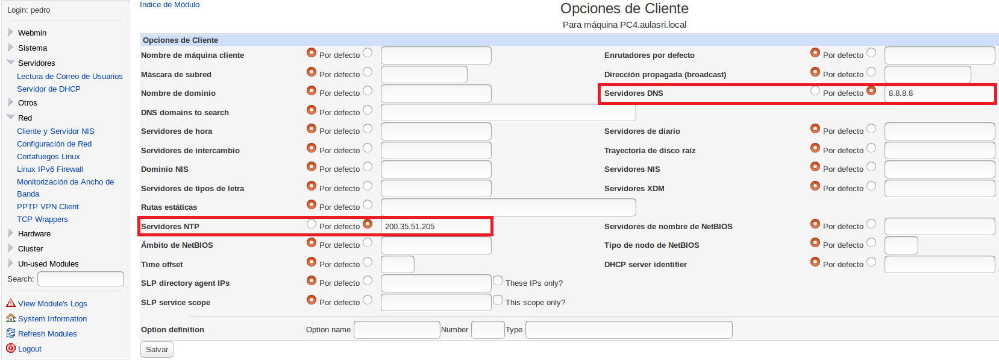 Login: pedro
Webmin
Sistema
Servidores
Lectura de Correo de Usuarios
Servidor de DHCP
Otros
Red
Cliente y Servidor NIS
Configuración de Red
Cortafuegos Linux
Linux IPv6 Firewall
Monitorización de Ancho de
Banda
PPTP VPN Client
TCP Wrappers
Hardware
Cluster
Un-used Modules
Search:
View Module's Logs
System Information
Refresh Modules
Logout
Indice de Módulo
Opciones de Cliente
Para máquina PC4.aulasri.local
Opciones de Cliente
Nombre de máquina cliente Por defecto Enrutadores por defecto Por defecto
Máscara de subred Por defecto Dirección propagada (broadcast) Por defecto
Nombre de dominio Por defecto Servidores DNS Por defecto 8.8.8.8
DNS domains to search Por defecto
Servidores de hora Por defecto Servidores de diario Por defecto
Servidores de intercambio Por defecto Trayectoria de disco raíz Por defecto
Dominio NIS Por defecto Servidores NIS Por defecto
Servidores de tipos de letra Por defecto Servidores XDM Por defecto
Rutas estáticas Por defecto
Servidores NTP Por defecto 200.35.51.205 Servidores de nombre de NetBIOS Por defecto
Ámbito de NetBIOS Por defecto Tipo de nodo de NetBIOS Por defecto
Time offset Por defecto DHCP server identifier Por defecto
SLP directory agent IPs Por defecto These IPs only?
SLP service scope Por defecto This scope only?
Option definition Option name Number Type
Salvar